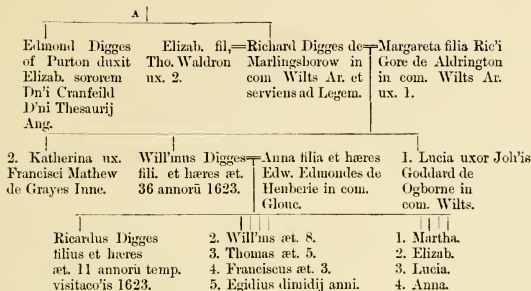 A
Edmond Digges
of Purton duxit
Elizab. sororem
Dn'i Cranfeild
D'ni Thesaurij
Ang.
Elizab. fil,
Tho. Waldron
ux. 2.
Richard Digges de
Marlingsborow in
com Wilts Ar. et
serviens ad Legem.
Margareta filia Ric'i
Gore de Aldrington
in com. Wilts Ar.
ux. 1.
2. Katherina ux.
Francisci Mathew
de Grayes Inne.
Will'mus Digges
fili. et hæres æt.
36 annorū 1623.
Anna filia et hæres
Edw. Edmondes de
Henberie in com.
Glouc.
1. Lucia uxor Joh'is
Goddard de
Ogborne in
com. Wilts.
Ricardus Digges
filius et hæres
æt. 11 annorū temp.
visitaco'is 1623.
2. Will'ms æt. 8.
3. Thomas æt. 5.
4. Franciscus æt. 3.
5. Egidius dimidij anni.
1. Martha.
2. Elizab.
3. Lucia.
4. Anna.